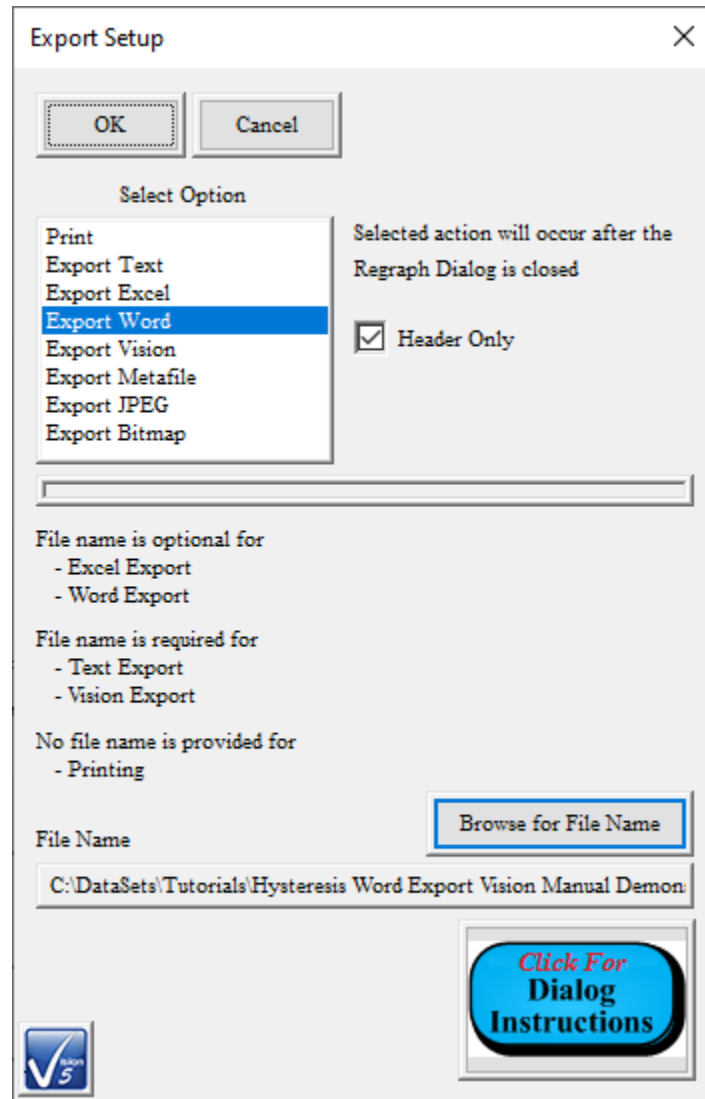 Export Setup
OK
Cancel
Select Option
Print
Export Text
Export Excel
Export Word
Export Vision
Export Metafile
Export JPEG
Export Bitmap
Selected action will occur after the
Regraph Dialog is closed
Header Only
File name is optional for
- Excel Export
- Word Export
File name is required for
- Text Export
- Vision Export
No file name is provided for
- Printing
Browse for File Name
File Name
C:\DataSets\Tutorials\Hysteresis Word Export Vision Manual Demon
Click For
Dialog
Instructions
Vision
5